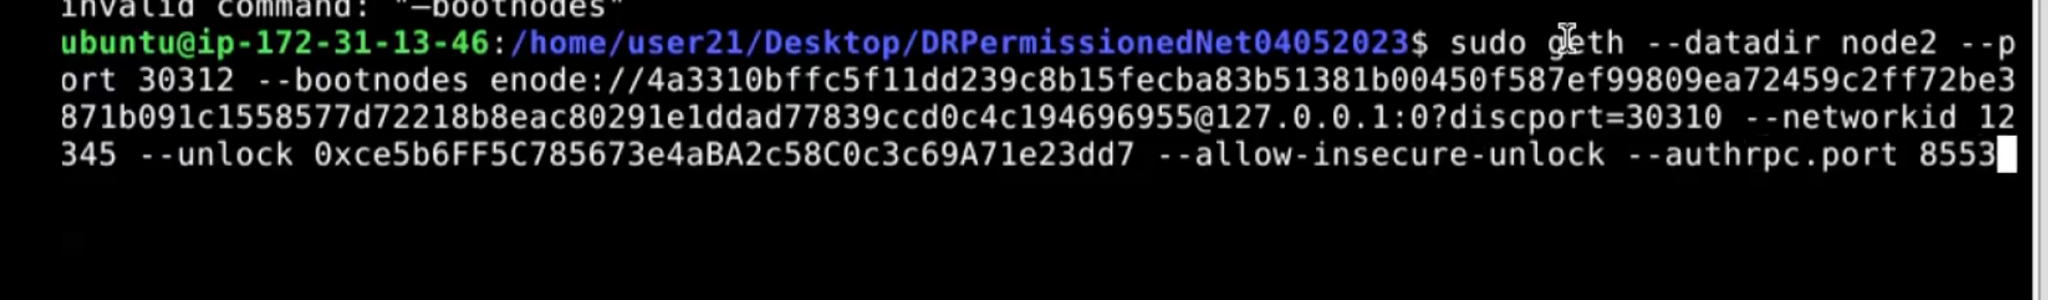 invalid command: "—bootnodes"
ubuntu@ip-172-31-13-46:/home/user21/Desktop/DRPermissionedNet04052023$ sudo geth --datadir node2 --p
ort 30312 --bootnodes enode://4a3310bffc5f11dd239c8b15fecba83b51381b00450f587ef99809ea72459c2ff72be3
871b091c1558577d72218b8eac80291e1ddad77839ccd0c4c194696955@127.0.0.1:0?discport=30310 --networkid 12
345 --unlock 0xce5b6FF5C785673e4aBA2c58C0c3c69A71e23dd7 --allow-insecure-unlock --authrpc.port 8553